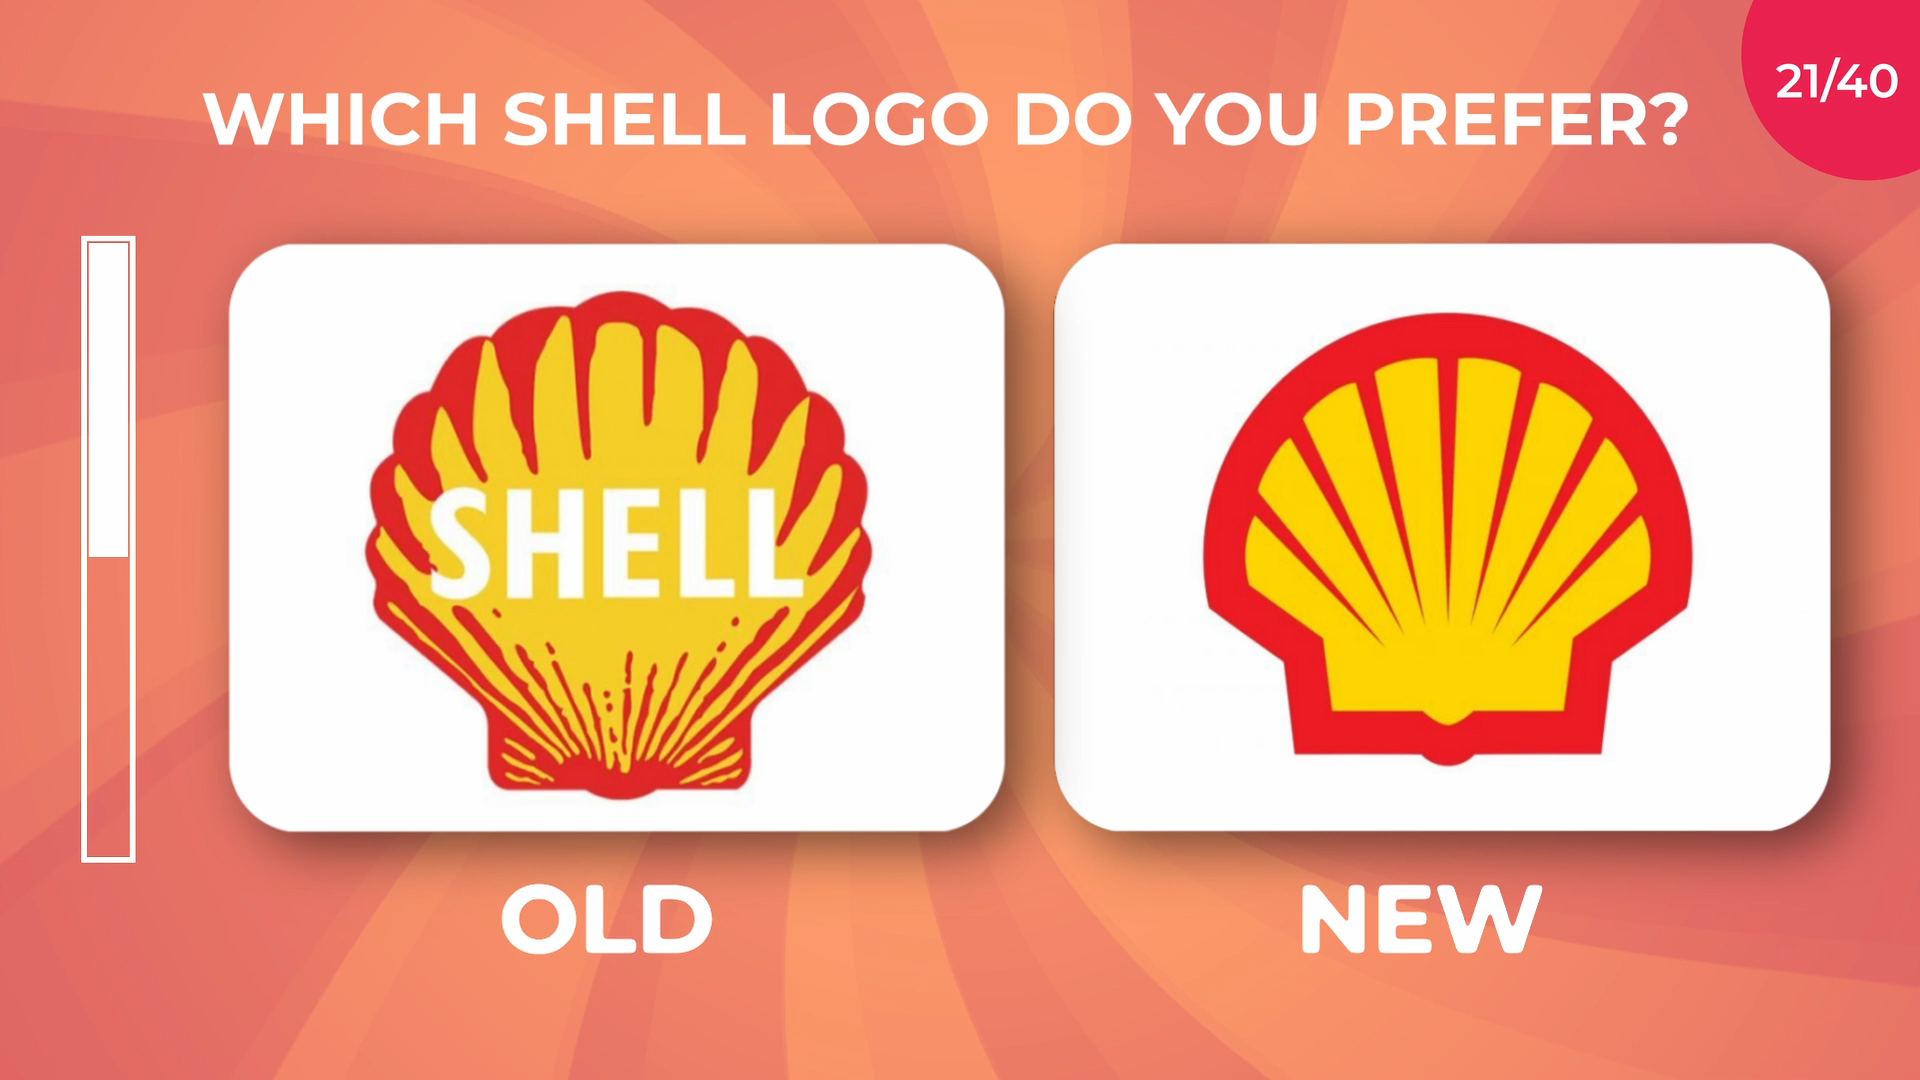 WHICH SHELL LOGO DO YOU PREFER?
21/40
SHELL
OLD
NEW